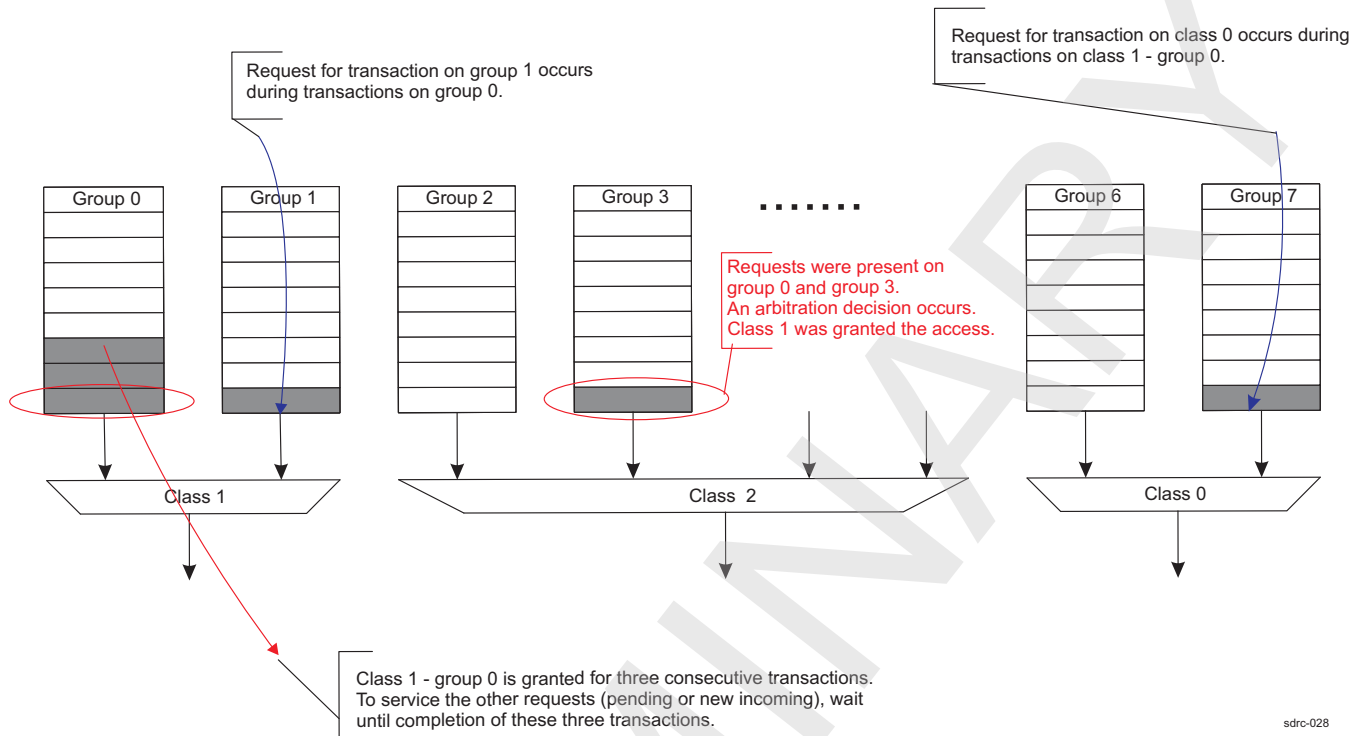 Request for transaction on class 0 occurs during
transactions on class 1 - group 0.
Request for transaction on group 1 occurs
during transactions on group 0.
Group 0
Group 1
Group 2
Group 3
.......
Group 6
Group 7
Requests were present on
group 0 and group 3.
An arbitration decision occurs.
Class 1 was granted the access.
Class 1
Class 2
Class 0
Class 1 - group 0 is granted for three consecutive transactions.
To service the other requests (pending or new incoming), wait
until completion of these three transactions.
sdrc-028
MINARY